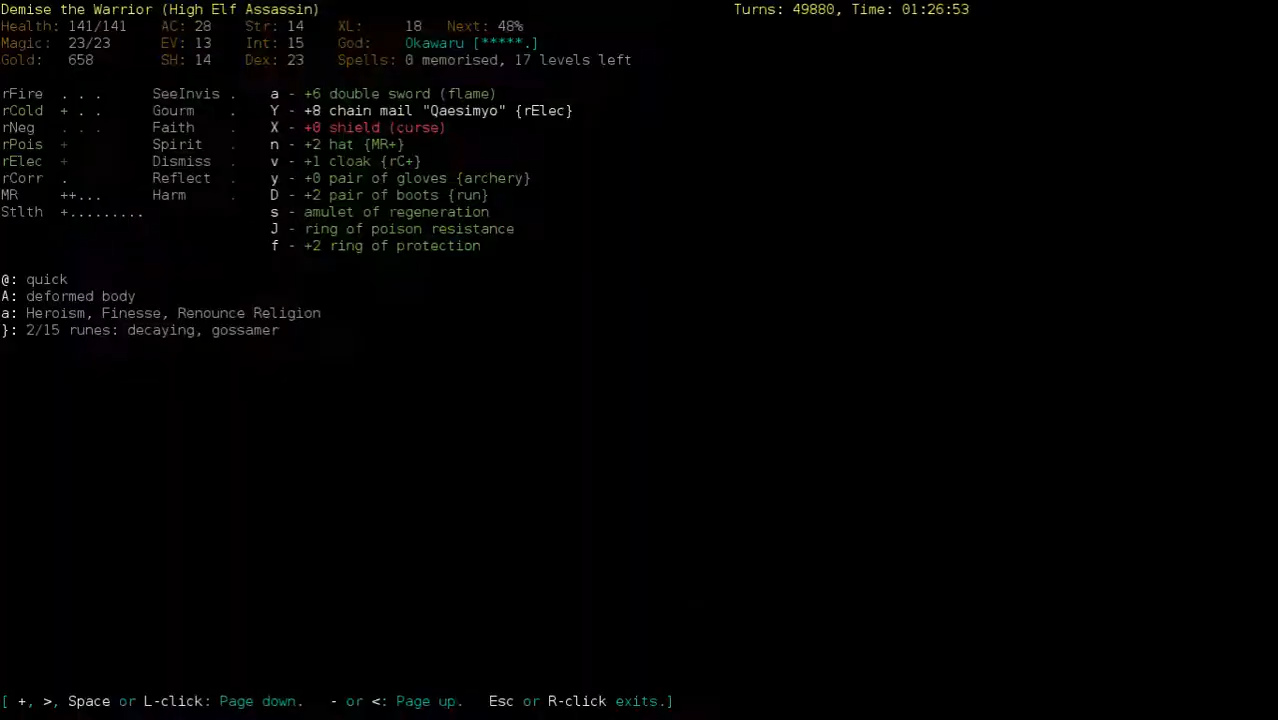 Demise the Warrior (High Elf Assassin) Turns: 49880, Time: 01:26:53
Health: 141/141 AC: 28 Str: 14 XL: 18 Next: 48%
Magic: 23/23 EV: 13 Int: 15 God: Okawaru [*****.]
Gold: 658 SH: 14 Dex: 23 Spells: 0 memorised, 17 levels left
rFire . . . SeeInvis . a - +6 double sword (flame)
rCold + . . Gourm . Y - +8 chain mail "Qaesimyo" {rElec}
rNeg . . . Faith . X - +0 shield (curse)
rPois + Spirit . n - +2 hat {MR+}
rElec + Dismiss . v - +1 cloak {rC+}
rCorr . Reflect . y - +0 pair of gloves {archery}
MR ++... Harm . D - +2 pair of boots {run}
Stlth +......... s - amulet of regeneration
J - ring of poison resistance
f - +2 ring of protection
@: quick
A: deformed body
a: Heroism, Finesse, Renounce Religion
}: 2/15 runes: decaying, gossamer
[ +, >, Space or L-click: Page down. - or <: Page up. Esc or R-click exits.]